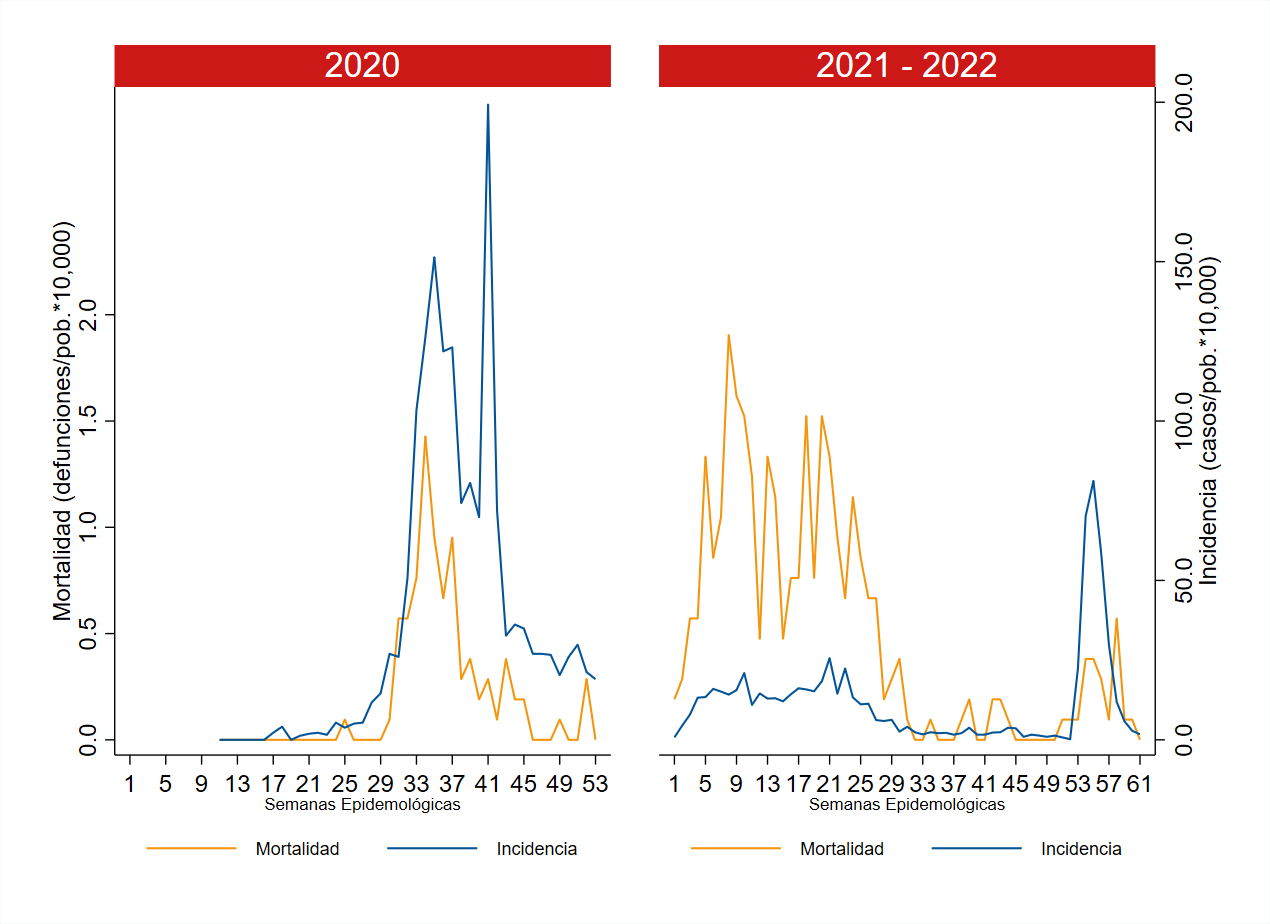 2020
2021 - 2022
Mortalidad (defunciones/pob.*10,000)
2.0
1.5
1.0
0.5
0.0
200.0
150.0
100.0
50.0
0.0
Incidencia (casos/pob.*10,000)
1 5 9 13 17 21 25 29 33 37 41 45 49 53
1 5 9 13 17 21 25 29 33 37 41 45 49 53 57 61
Semanas Epidemológicas
Semanas Epidemológicas
Mortalidad Incidencia
Mortalidad Incidencia